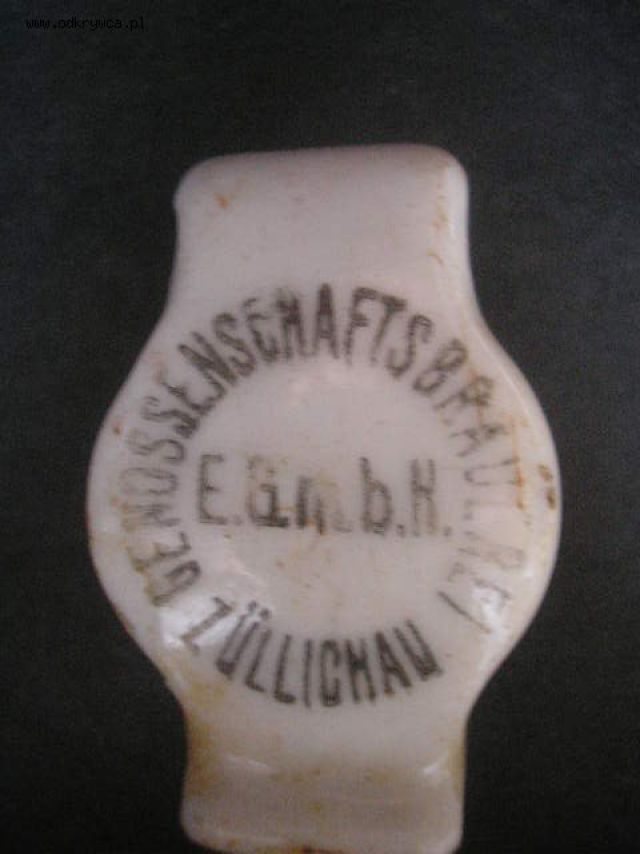 www.odkrywca.pl
GENOSSENSCHAFTSBRAUEREI
E.G.m.b.H.
ZÜLLICHAU